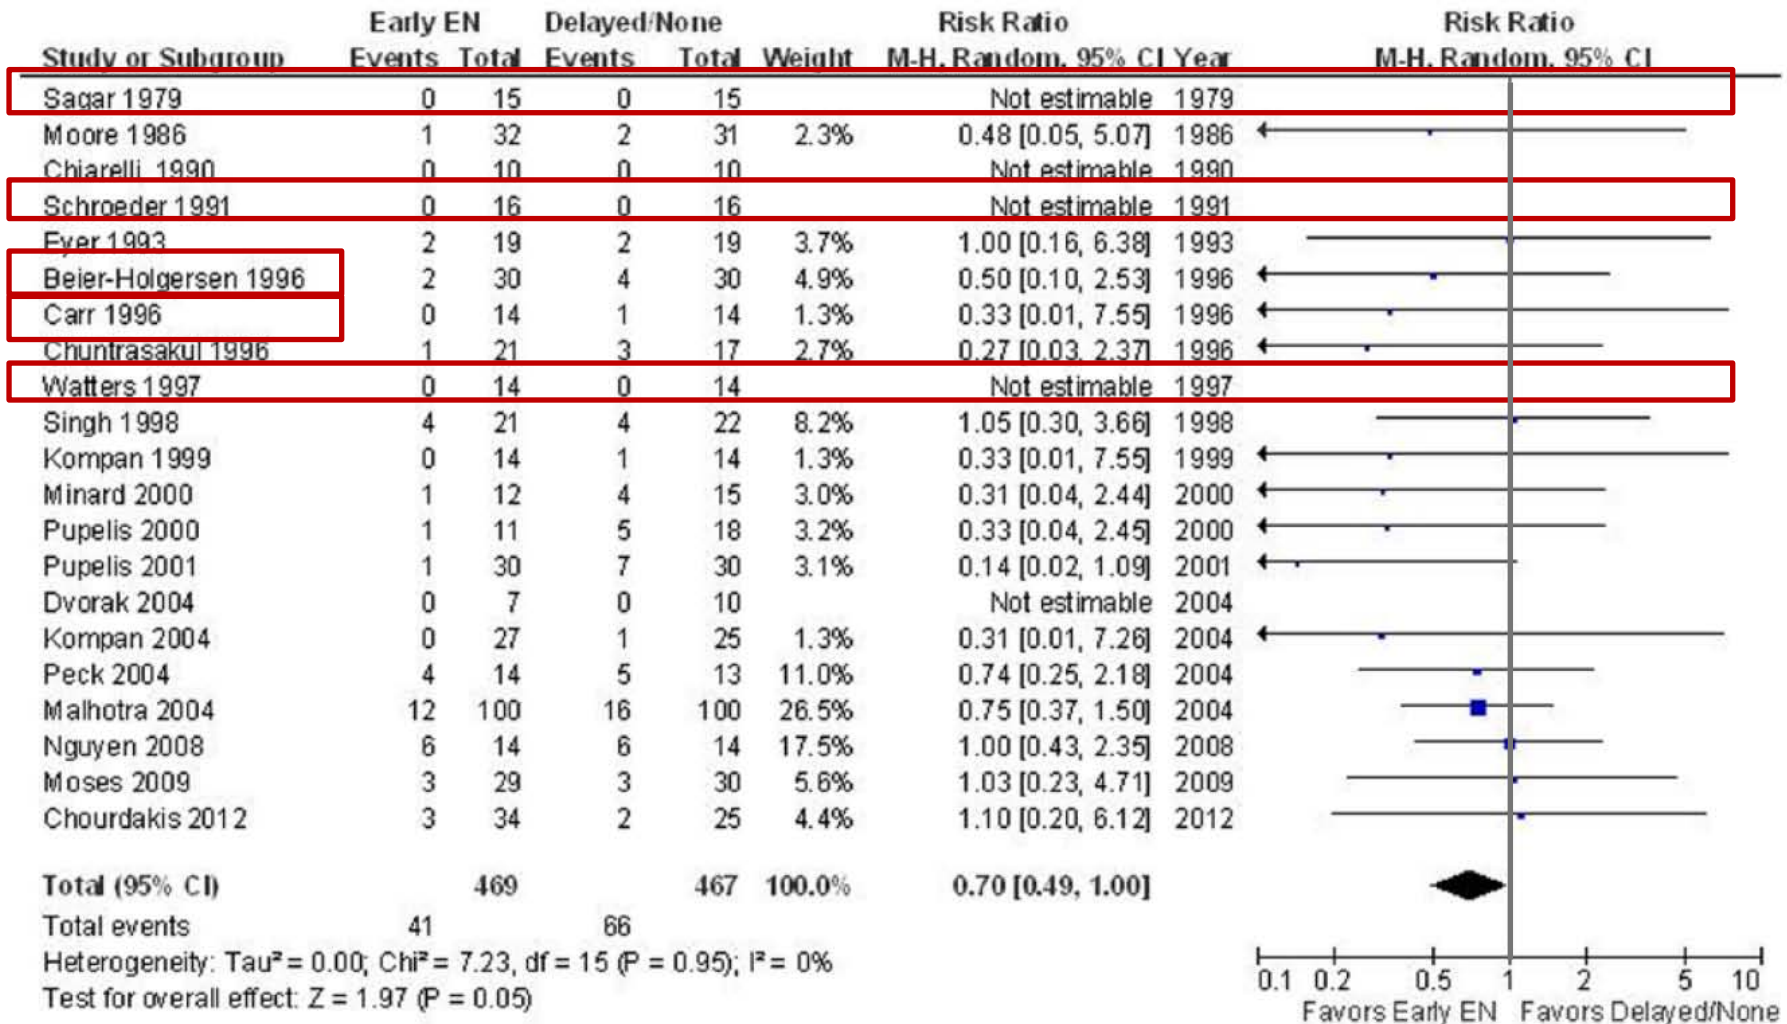 Early EN Delayed/None Risk Ratio Risk Ratio
Study or Subgroup Events Total Events Total Weight M-H, Random, 95% CI Year M-H, Random, 95% CI
Sagar 1979 0 15 0 15 Not estimable 1979
Moore 1986 1 32 2 31 2.3% 0.48 [0.05, 5.07] 1986
Chiarelli 1990 0 10 0 10 Not estimable 1990
Schroeder 1991 0 16 0 16 Not estimable 1991
Eyer 1993 2 19 2 19 3.7% 1.00 [0.16, 6.38] 1993
Beier-Holgersen 1996 2 30 4 30 4.9% 0.50 [0.10, 2.53] 1996
Carr 1996 0 14 1 14 1.3% 0.33 [0.01, 7.55] 1996
Chuntrasakul 1996 1 21 3 17 2.7% 0.27 [0.03, 2.37] 1996
Watters 1997 0 14 0 14 Not estimable 1997
Singh 1998 4 21 4 22 8.2% 1.05 [0.30, 3.66] 1998
Kompan 1999 0 14 1 14 1.3% 0.33 [0.01, 7.55] 1999
Minard 2000 1 12 4 15 3.0% 0.31 [0.04, 2.44] 2000
Pupelis 2000 1 11 5 18 3.2% 0.33 [0.04, 2.45] 2000
Pupelis 2001 1 30 7 30 3.1% 0.14 [0.02, 1.09] 2001
Dvorak 2004 0 7 0 10 Not estimable 2004
Kompan 2004 0 27 1 25 1.3% 0.31 [0.01, 7.26] 2004
Peck 2004 4 14 5 13 11.0% 0.74 [0.25, 2.18] 2004
Malhotra 2004 12 100 16 100 26.5% 0.75 [0.37, 1.50] 2004
Nguyen 2008 6 14 6 14 17.5% 1.00 [0.43, 2.35] 2008
Moses 2009 3 29 3 30 5.6% 1.03 [0.23, 4.71] 2009
Chourdakis 2012 3 34 2 25 4.4% 1.10 [0.20, 6.12] 2012
Total (95% CI) 469 467 100.0% 0.70 [0.49, 1.00]
Total events 41 66
Heterogeneity: Tau² = 0.00; Chi² = 7.23, df = 15 (P = 0.95); I² = 0%
Test for overall effect: Z = 1.97 (P = 0.05)
0.1 0.2 0.5 1 2 5 10
Favors Early EN Favors Delayed/None